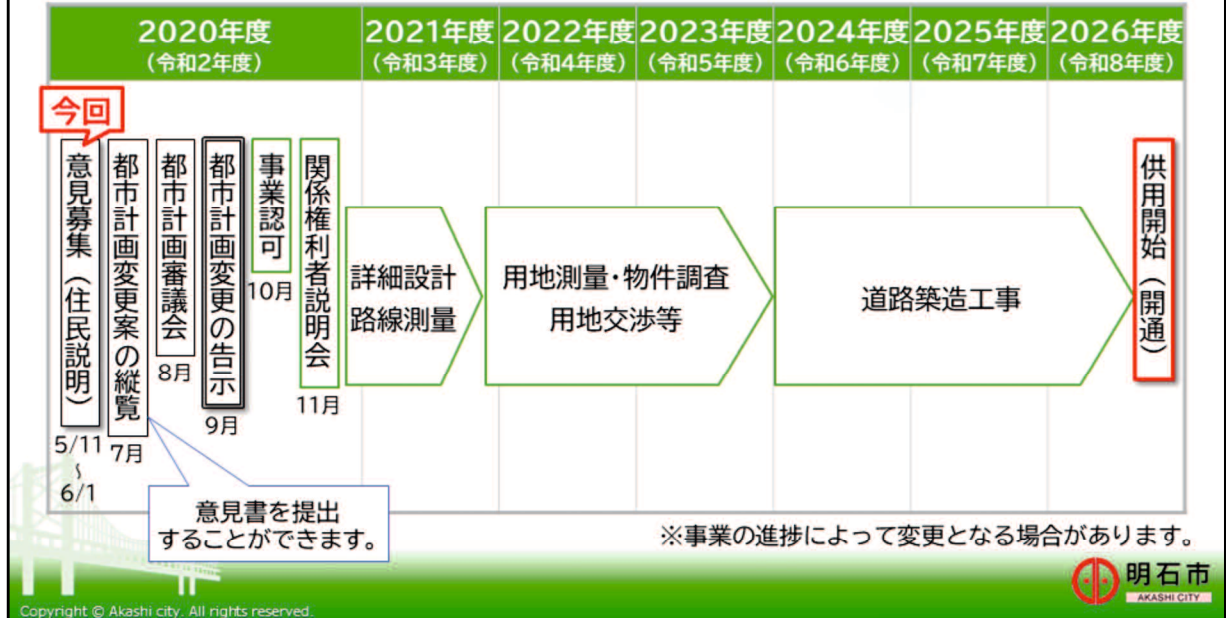 2020年度
(令和2年度)
2021年度
(令和3年度)
2022年度
(令和4年度)
2023年度
(令和5年度)
2024年度
(令和6年度)
2025年度
(令和7年度)
2026年度
(令和8年度)
今回
意見募集（住民説明）
5/11
~
6/1
都市計画変更案の縦覧
7月
都市計画審議会
8月
都市計画変更の告示
9月
事業認可
10月
関係権利者説明会
11月
詳細設計
路線測量
用地測量・物件調査
用地交渉等
道路築造工事
供用開始（開通）
意見書を提出
することができます。
※事業の進捗によって変更となる場合があります。
明石市
AKASHI CITY
Copyright © Akashi city. All rights reserved.